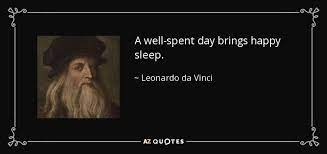 A well-spent day brings happy
sleep.
~ Leonardo da Vinci
AZ QUOTES